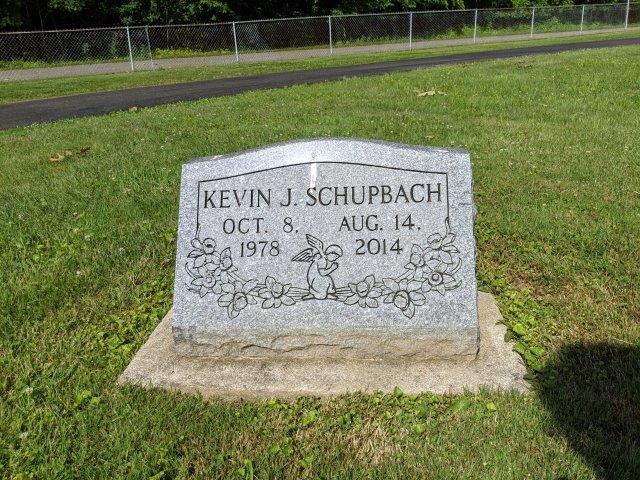 KEVIN J. SCHUPBACH
OCT. 8, AUG. 14,
1978 2014